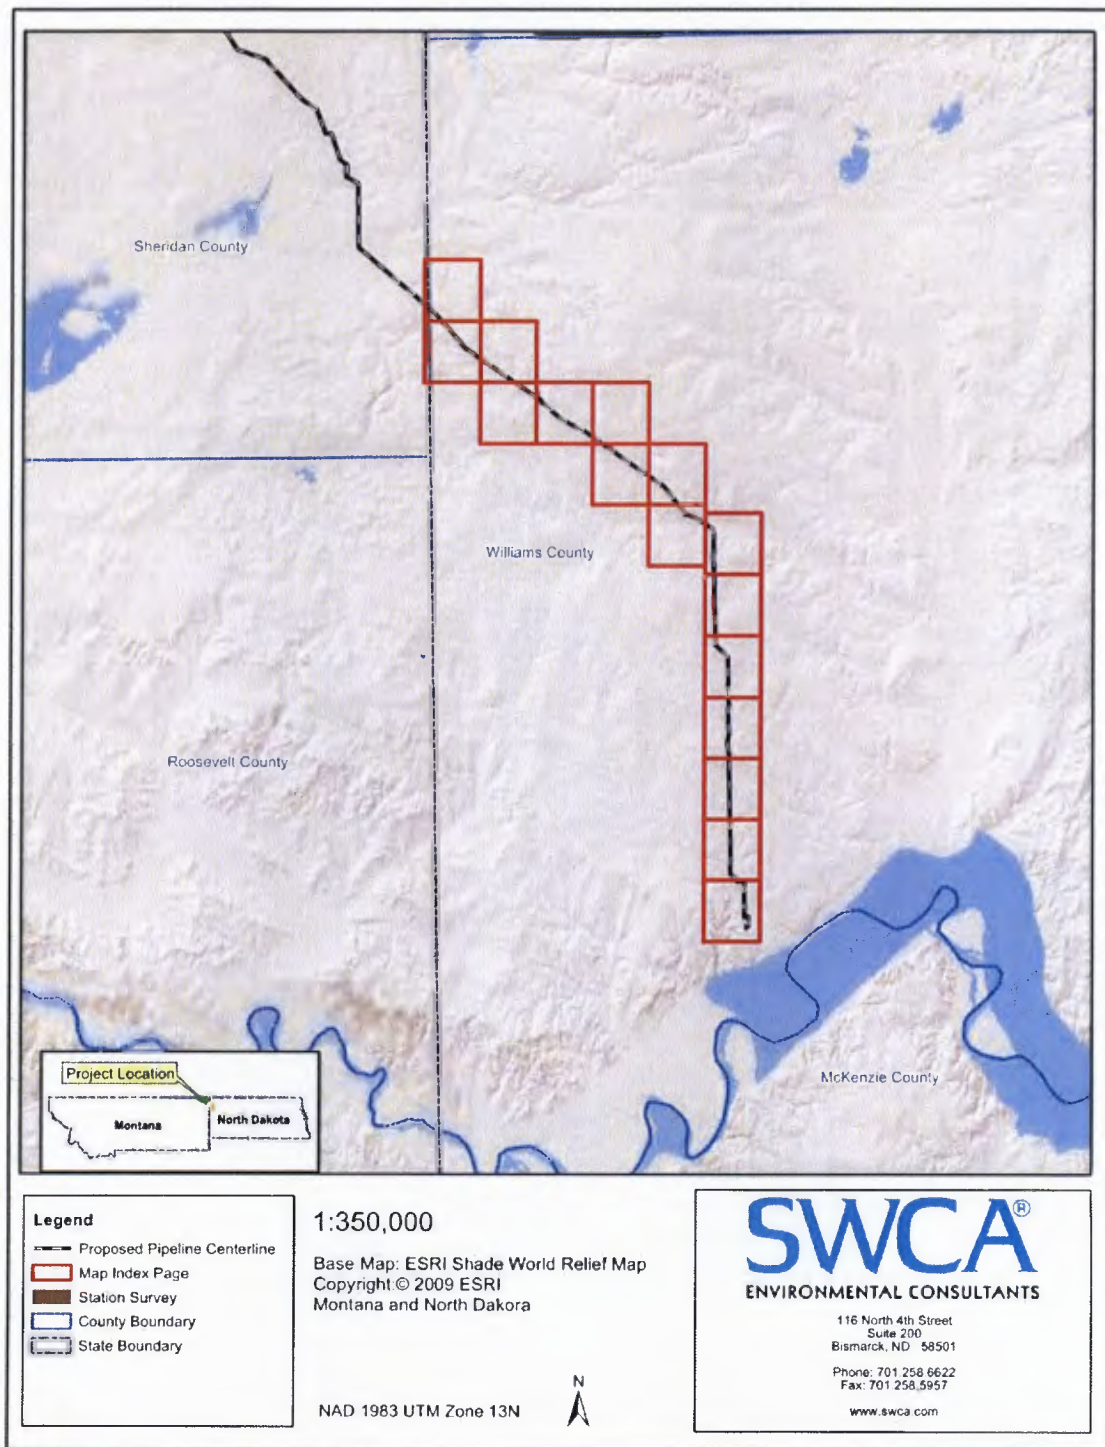 Sheridan County
Williams County
Roosevelt County
McKenzie County
Project Location
Montana
North Dakota
Legend
Proposed Pipeline Centerline
Map Index Page
Station Survey
County Boundary
State Boundary
1:350,000
Base Map: ESRI Shade World Relief Map
Copyright:© 2009 ESRI
Montana and North Dakora
N
NAD 1983 UTM Zone 13N
SWCA®
ENVIRONMENTAL CONSULTANTS
116 North 4th Street
Suite 200
Bismarck, ND 58501
Phone: 701.258.6622
Fax: 701.258.5957
www.swca.com